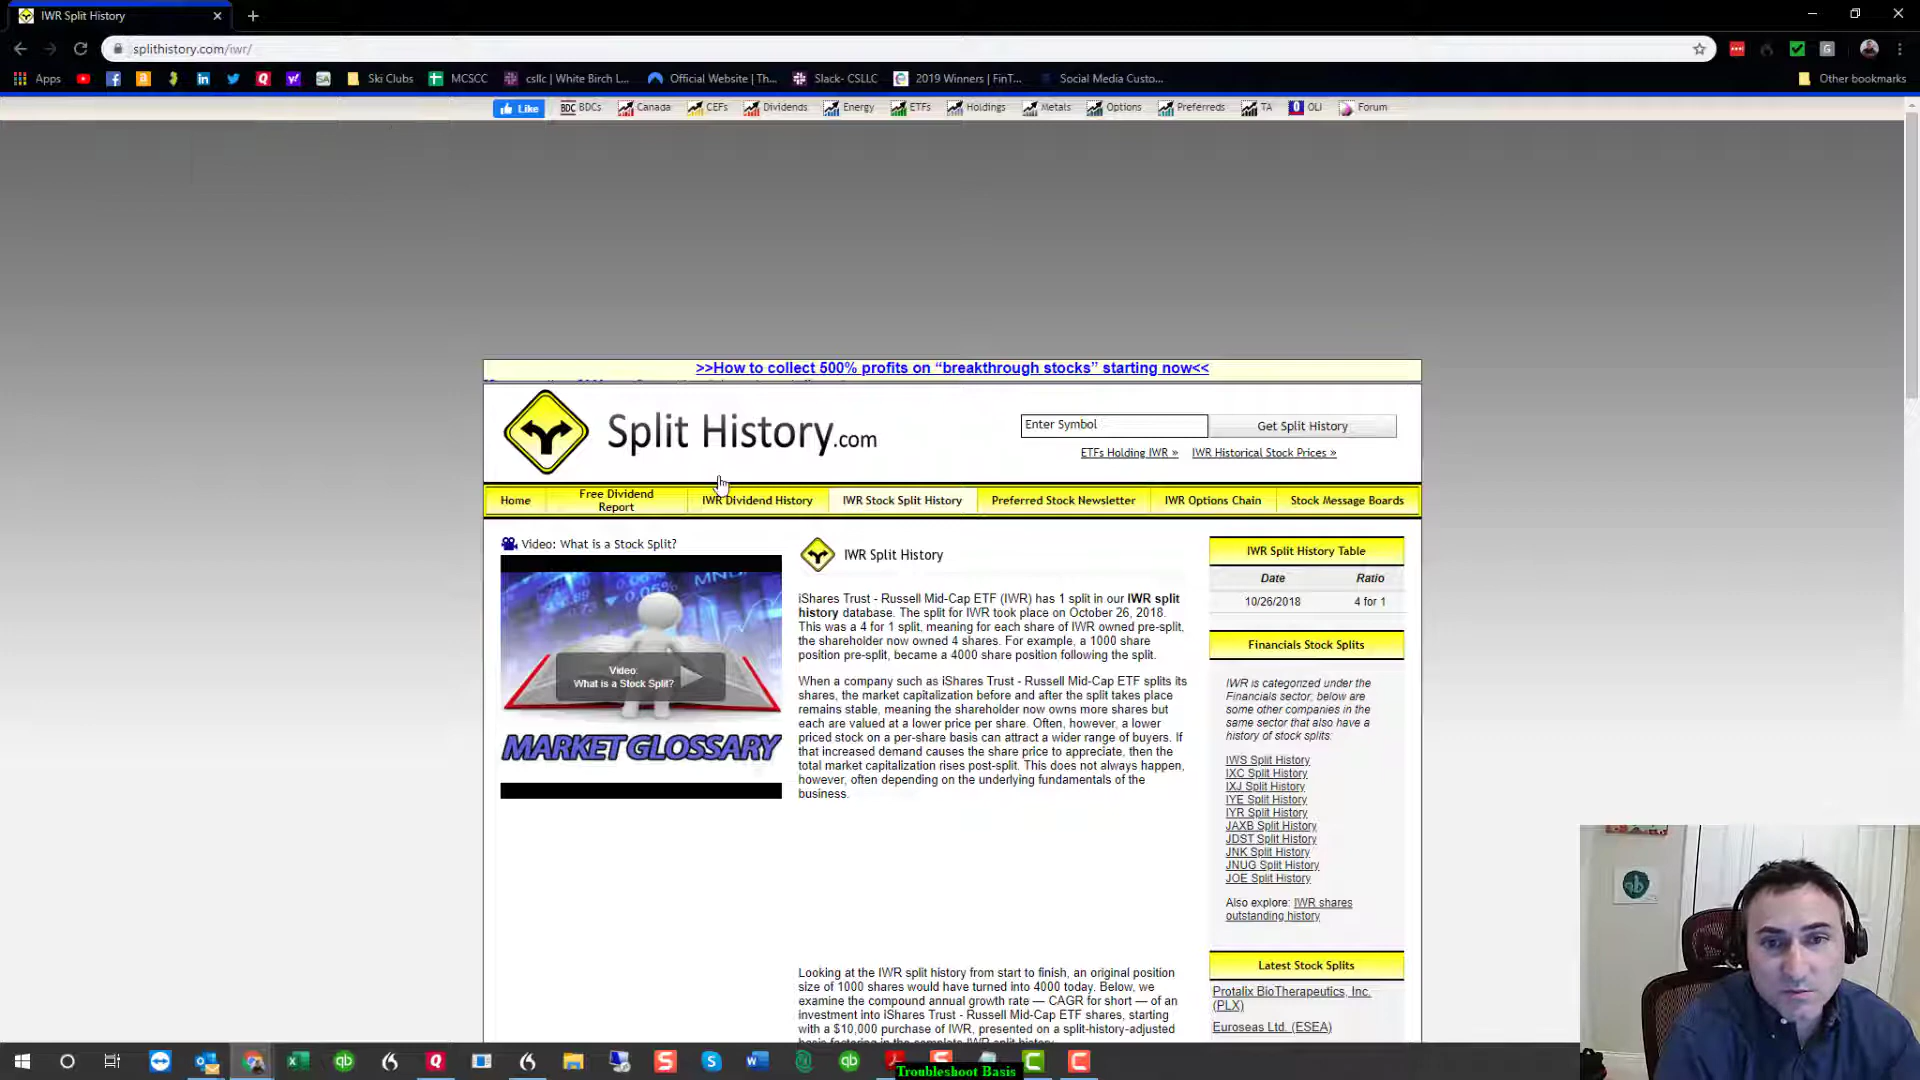 IWR Split History
splithistory.com/iwr/
Apps
Ski Clubs
MCSCC
csllc | White Birch L...
Official Website | Th...
Slack- CSLLC
2019 Winners | FinT...
Social Media Custo...
Other bookmarks
Like
BDC BDCs
Canada
CEFs
Dividends
Energy
ETFs
Holdings
Metals
Options
Preferreds
TA
OLI
Forum
>>How to collect 500% profits on “breakthrough stocks” starting now<<
Split History.com
Enter Symbol
Get Split History
ETFs Holding IWR »
IWR Historical Stock Prices »
Home
Free Dividend
Report
IWR Dividend History
IWR Stock Split History
Preferred Stock Newsletter
IWR Options Chain
Stock Message Boards
Video: What is a Stock Split?
Video:
What is a Stock Split?
MARKET GLOSSARY
IWR Split History
iShares Trust - Russell Mid-Cap ETF (IWR) has 1 split in our IWR split
history database. The split for IWR took place on October 26, 2018.
This was a 4 for 1 split, meaning for each share of IWR owned pre-split,
the shareholder now owned 4 shares. For example, a 1000 share
position pre-split, became a 4000 share position following the split.
When a company such as iShares Trust - Russell Mid-Cap ETF splits its
shares, the market capitalization before and after the split takes place
remains stable, meaning the shareholder now owns more shares but
each are valued at a lower price per share. Often, however, a lower
priced stock on a per-share basis can attract a wider range of buyers. If
that increased demand causes the share price to appreciate, then the
total market capitalization rises post-split. This does not always happen,
however, often depending on the underlying fundamentals of the
business.
Looking at the IWR split history from start to finish, an original position
size of 1000 shares would have turned into 4000 today. Below, we
examine the compound annual growth rate — CAGR for short — of an
investment into iShares Trust - Russell Mid-Cap ETF shares, starting
with a $10,000 purchase of IWR, presented on a split-history-adjusted
basis factoring in the complete IWR split history.
IWR Split History Table
Date Ratio
10/26/2018 4 for 1
Financials Stock Splits
IWR is categorized under the
Financials sector; below are
some other companies in the
same sector that also have a
history of stock splits:
IWS Split History
IXC Split History
IXJ Split History
IYE Split History
IYR Split History
JAXB Split History
JDST Split History
JNK Split History
JNUG Split History
JOE Split History
Also explore: IWR shares
outstanding history
Latest Stock Splits
Protalix BioTherapeutics, Inc.
(PLX)
Euroseas Ltd. (ESEA)
Troubleshoot Basis